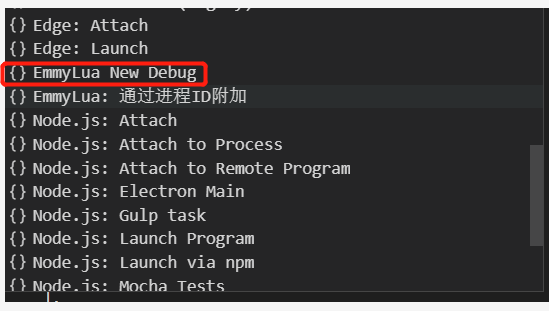 {} Edge: Attach
{} Edge: Launch
{} EmmyLua New Debug
{} EmmyLua: 通过进程ID附加
{} Node.js: Attach
{} Node.js: Attach to Process
{} Node.js: Attach to Remote Program
{} Node.js: Electron Main
{} Node.js: Gulp task
{} Node.js: Launch Program
{} Node.js: Launch via npm
{} Node.js: Mocha Tests